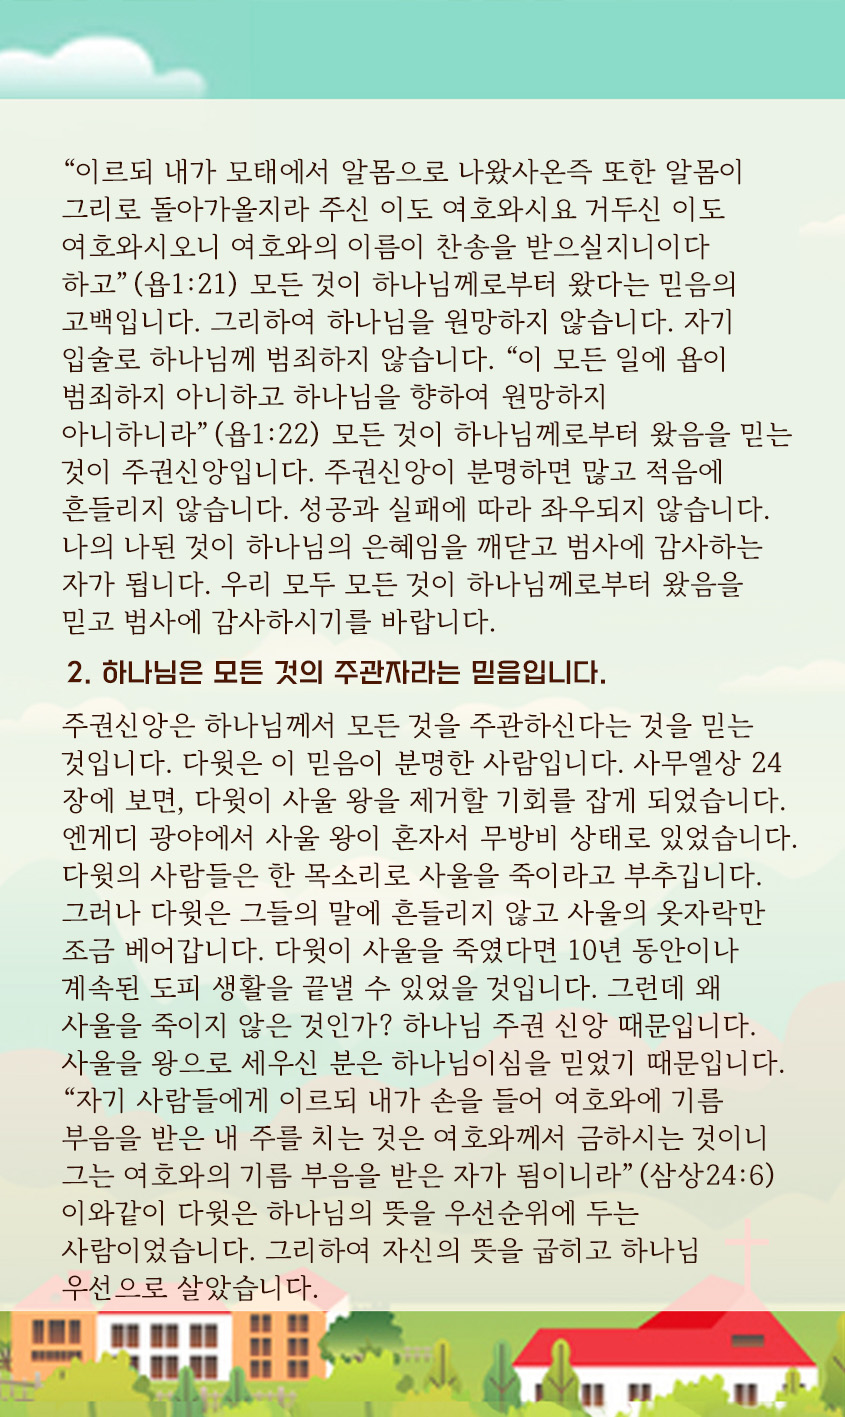 “이르되 내가 모태에서 알몸으로 나왔사온즉 또한 알몸이
그리로 돌아가올지라 주신 이도 여호와시요 거두신 이도
여호와시오니 여호와의 이름이 찬송을 받으실지니이다
하고”(욥1:21) 모든 것이 하나님께로부터 왔다는 믿음의
고백입니다. 그리하여 하나님을 원망하지 않습니다. 자기
입술로 하나님께 범죄하지 않습니다. “이 모든 일에 욥이
범죄하지 아니하고 하나님을 향하여 원망하지
아니하니라”(욥1:22) 모든 것이 하나님께로부터 왔음을 믿는
것이 주권신앙입니다. 주권신앙이 분명하면 많고 적음에
흔들리지 않습니다. 성공과 실패에 따라 좌우되지 않습니다.
나의 나된 것이 하나님의 은혜임을 깨닫고 범사에 감사하는
자가 됩니다. 우리 모두 모든 것이 하나님께로부터 왔음을
믿고 범사에 감사하시기를 바랍니다.
2. 하나님은 모든 것의 주관자라는 믿음입니다.
주권신앙은 하나님께서 모든 것을 주관하신다는 것을 믿는
것입니다. 다윗은 이 믿음이 분명한 사람입니다. 사무엘상 24
장에 보면, 다윗이 사울 왕을 제거할 기회를 잡게 되었습니다.
엔게디 광야에서 사울 왕이 혼자서 무방비 상태로 있었습니다.
다윗의 사람들은 한 목소리로 사울을 죽이라고 부추깁니다.
그러나 다윗은 그들의 말에 흔들리지 않고 사울의 옷자락만
조금 베어갑니다. 다윗이 사울을 죽였다면 10년 동안이나
계속된 도피 생활을 끝낼 수 있었을 것입니다. 그런데 왜
사울을 죽이지 않은 것인가? 하나님 주권 신앙 때문입니다.
사울을 왕으로 세우신 분은 하나님이심을 믿었기 때문입니다.
“자기 사람들에게 이르되 내가 손을 들어 여호와에 기름
부음을 받은 내 주를 치는 것은 여호와께서 금하시는 것이니
그는 여호와의 기름 부음을 받은 자가 됨이니라”(삼상24:6)
이와같이 다윗은 하나님의 뜻을 우선순위에 두는
사람이었습니다. 그리하여 자신의 뜻을 굽히고 하나님
우선으로 살았습니다.